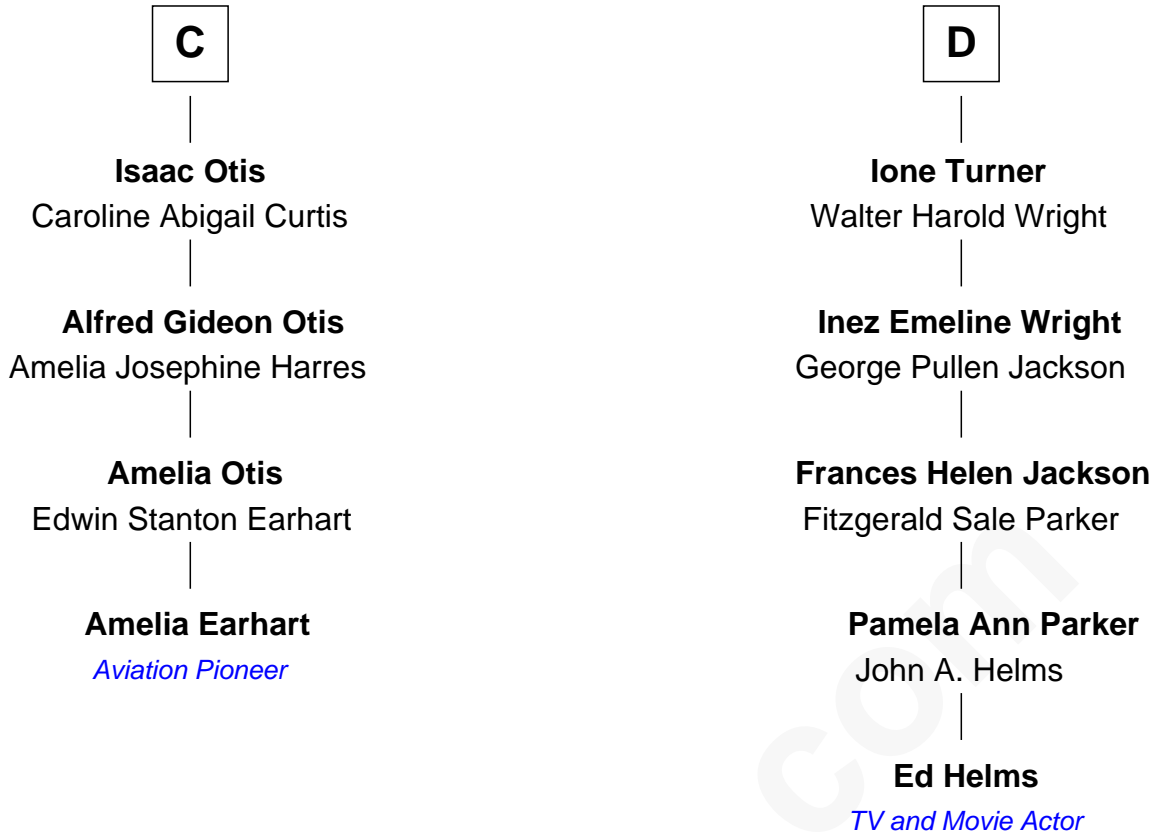 C
Isaac Otis
Caroline Abigail Curtis
Alfred Gideon Otis
Amelia Josephine Harres
Amelia Otis
Edwin Stanton Earhart
Amelia Earhart
Aviation Pioneer
D
Ione Turner
Walter Harold Wright
Inez Emeline Wright
George Pullen Jackson
Frances Helen Jackson
Fitzgerald Sale Parker
Pamela Ann Parker
John A. Helms
Ed Helms
TV and Movie Actor
com